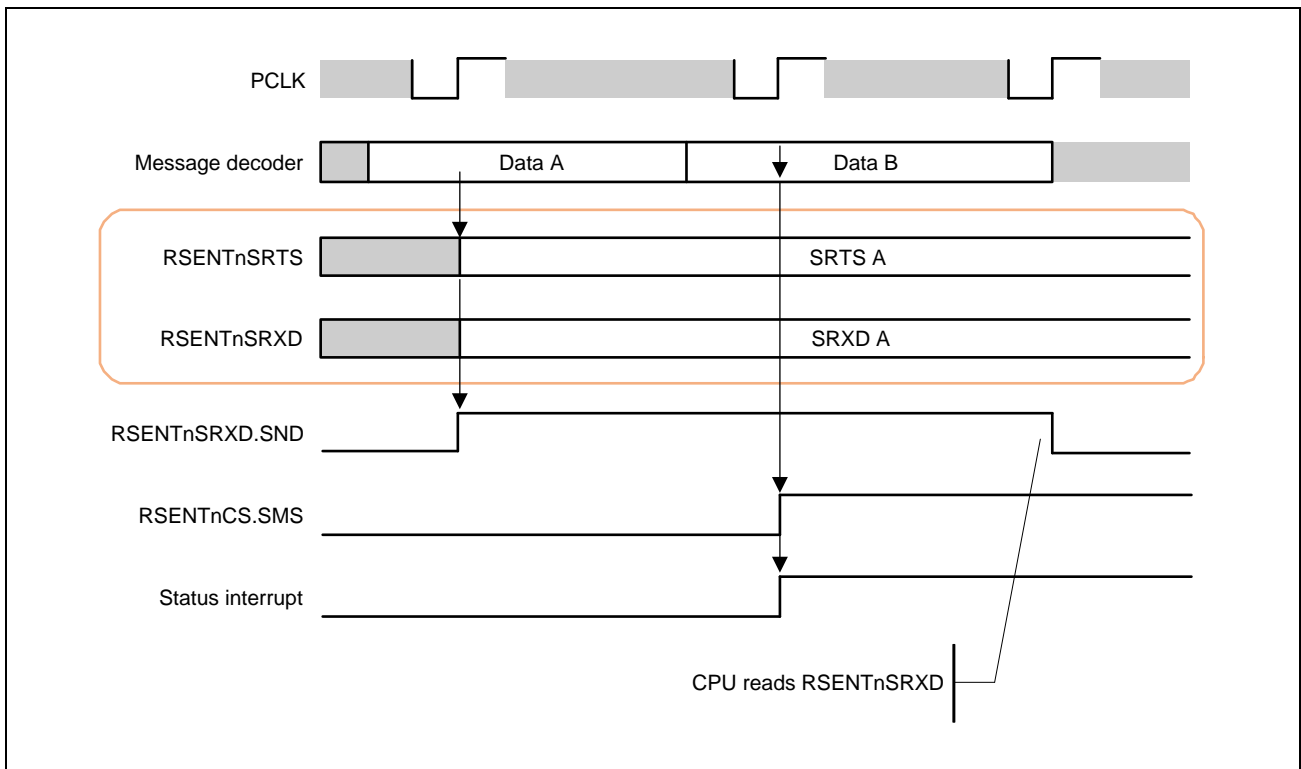 PCLK
Message decoder Data A Data B
RSENTnSRTS SRTS A
RSENTnSRXD SRXD A
RSENTnSRXD.SND
RSENTnCS.SMS
Status interrupt
CPU reads RSENTnSRXD